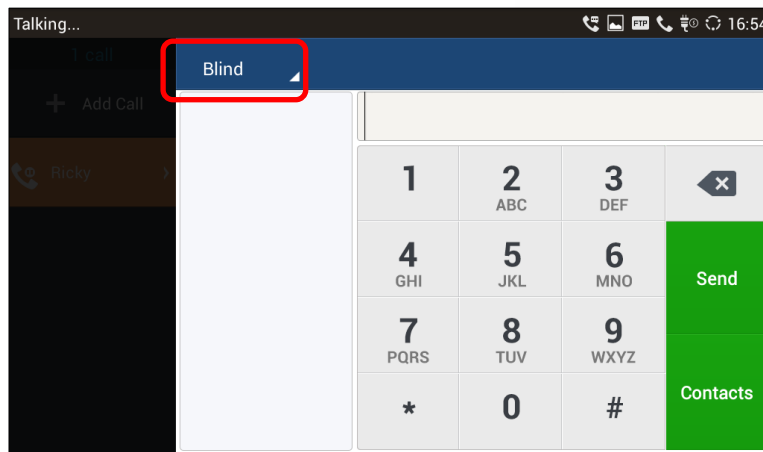 Talking...
FTP
16:54
1 call
Blind
Add Call
Ricky
1
2
3
ABC
DEF
4
5
6
GHI
JKL
MNO
Send
7
8
9
PQRS
TUV
WXYZ
*
0
#
Contacts